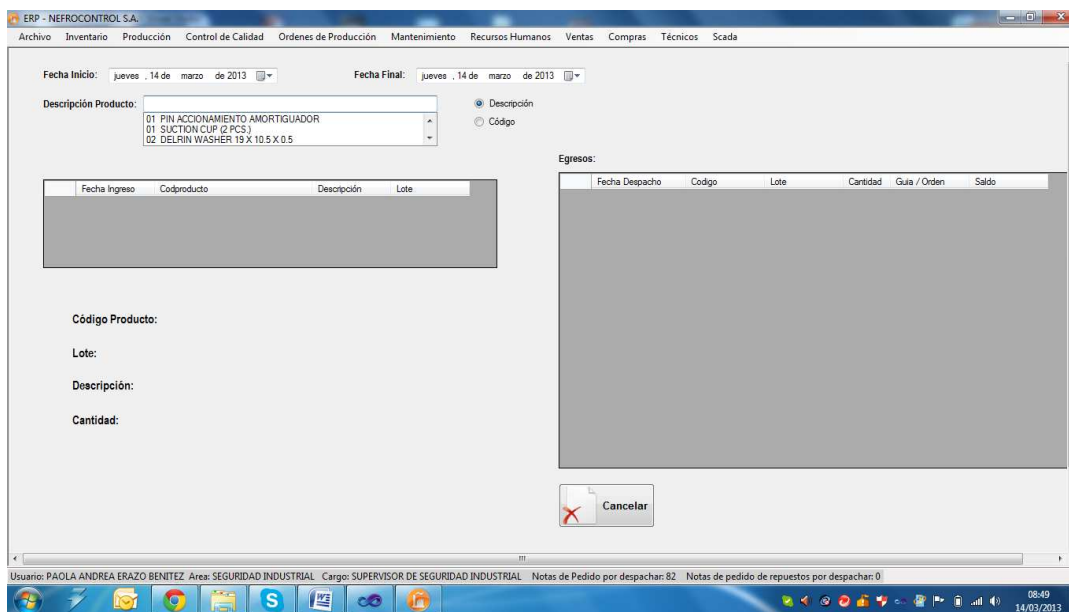 ERP - NEFROCONTROL S.A.
Archivo Inventario Producción Control de Calidad Ordenes de Producción Mantenimiento Recursos Humanos Ventas Compras Técnicos Scada
Fecha Inicio: jueves , 14 de marzo de 2013 Fecha Final: jueves , 14 de marzo de 2013
Descripción Producto: Descripción
01 PIN ACCIONAMIENTO AMORTIGUADOR
01 SUCTION CUP (2 PCS.)
02 DELRIN WASHER 19 X 10.5 X 0.5
Código
Egresos:
Fecha Ingreso Codproducto Descripción Lote
Fecha Despacho Codigo Lote Cantidad Guia / Orden Saldo
Código Producto:
Lote:
Descripción:
Cantidad:
Cancelar
Usuario: PAOLA ANDREA ERAZO BENITEZ Area: SEGURIDAD INDUSTRIAL Cargo: SUPERVISOR DE SEGURIDAD INDUSTRIAL Notas de Pedido por despachar: 82 Notas de pedido de repuestos por despachar: 0
08:49
14/03/2013